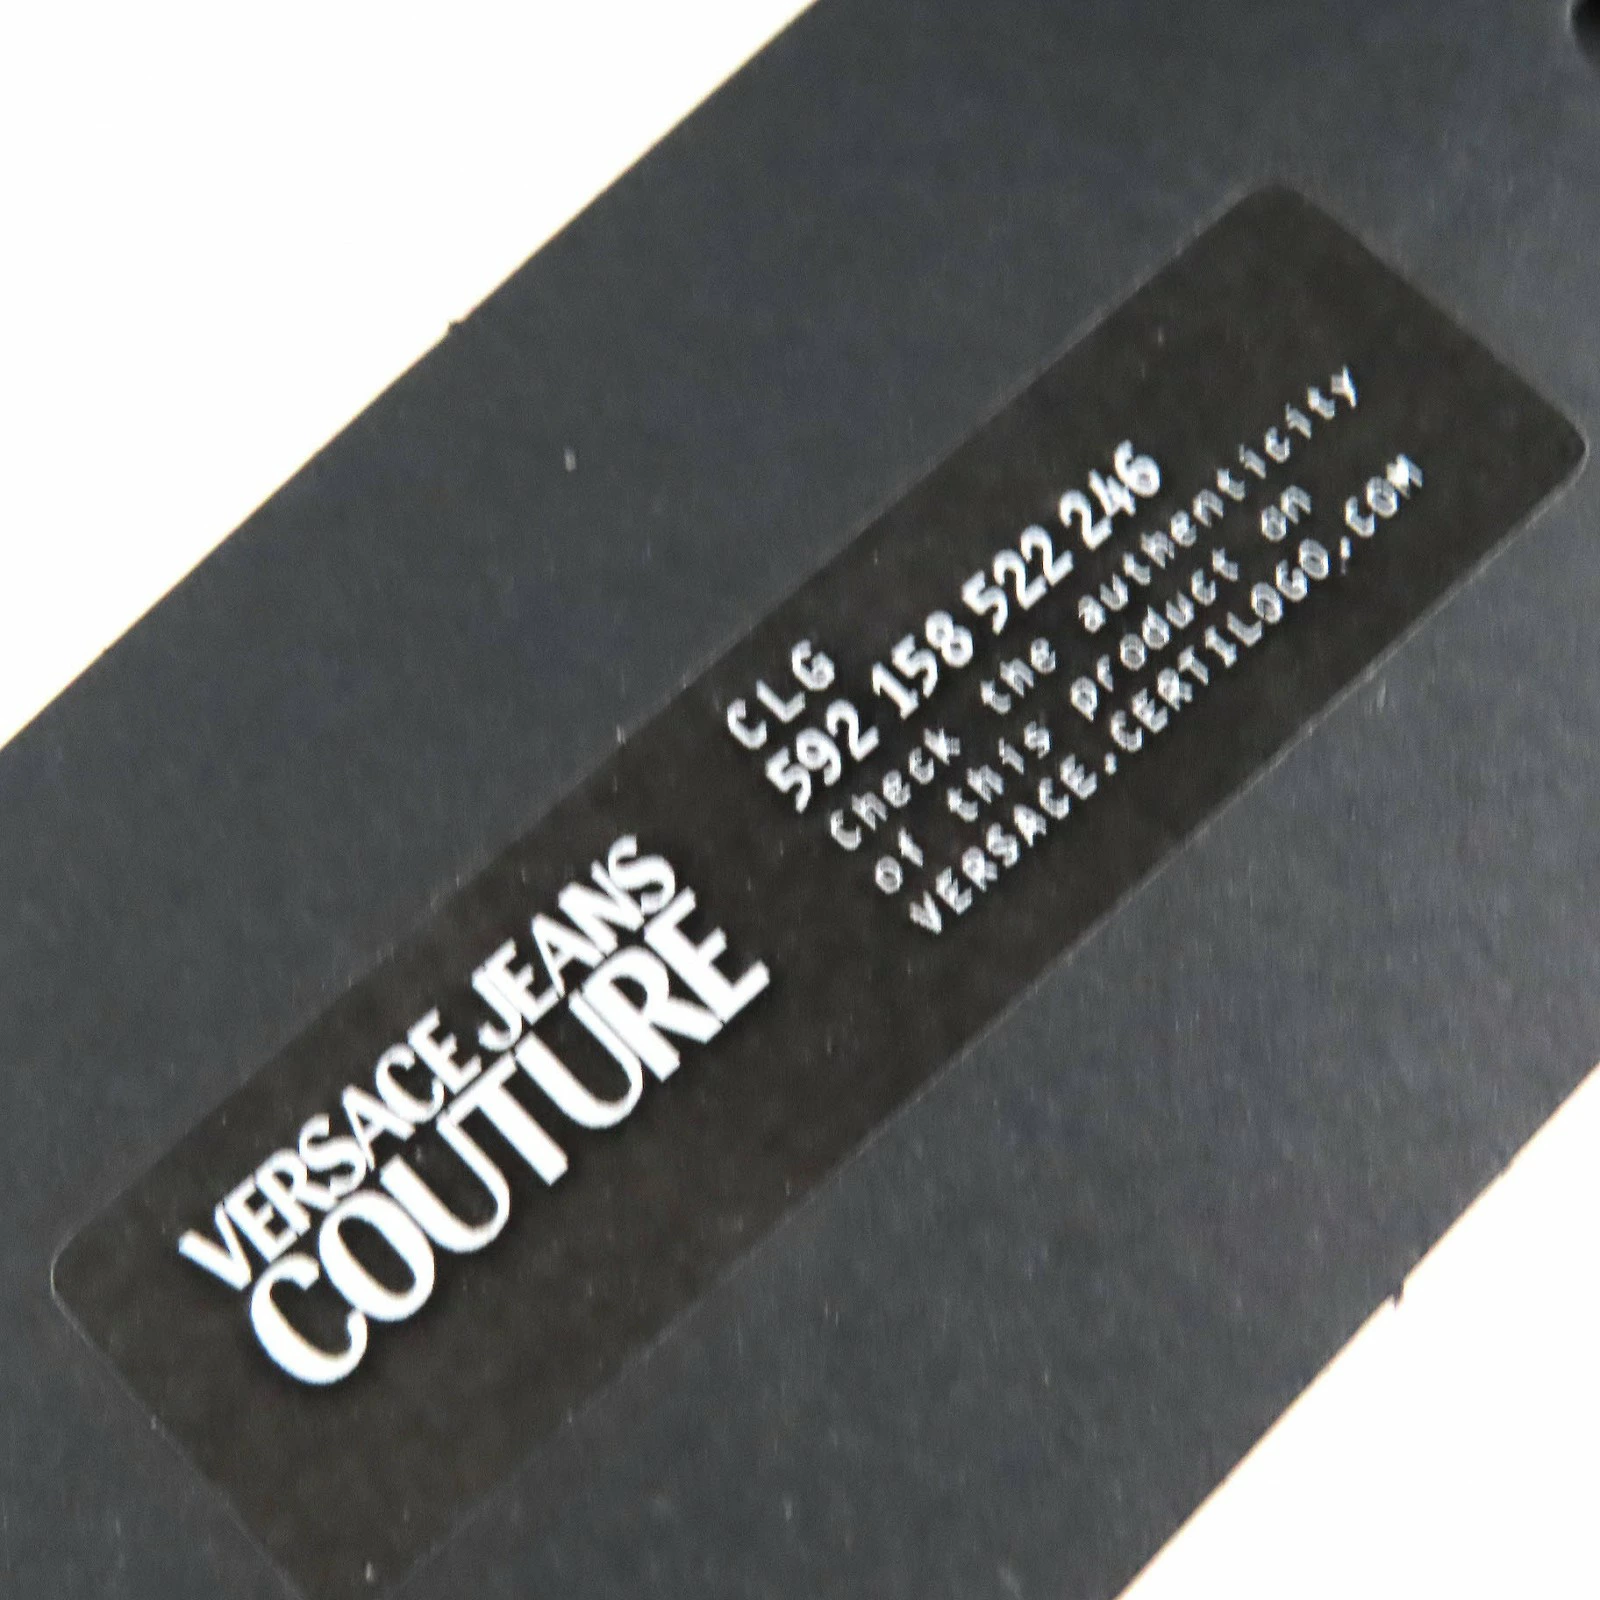 VERSACE JEANS
COUTURE
CLG
592 158 522 246
Check the authenticity
of this product on
VERSACE.CERTILOGO.COM